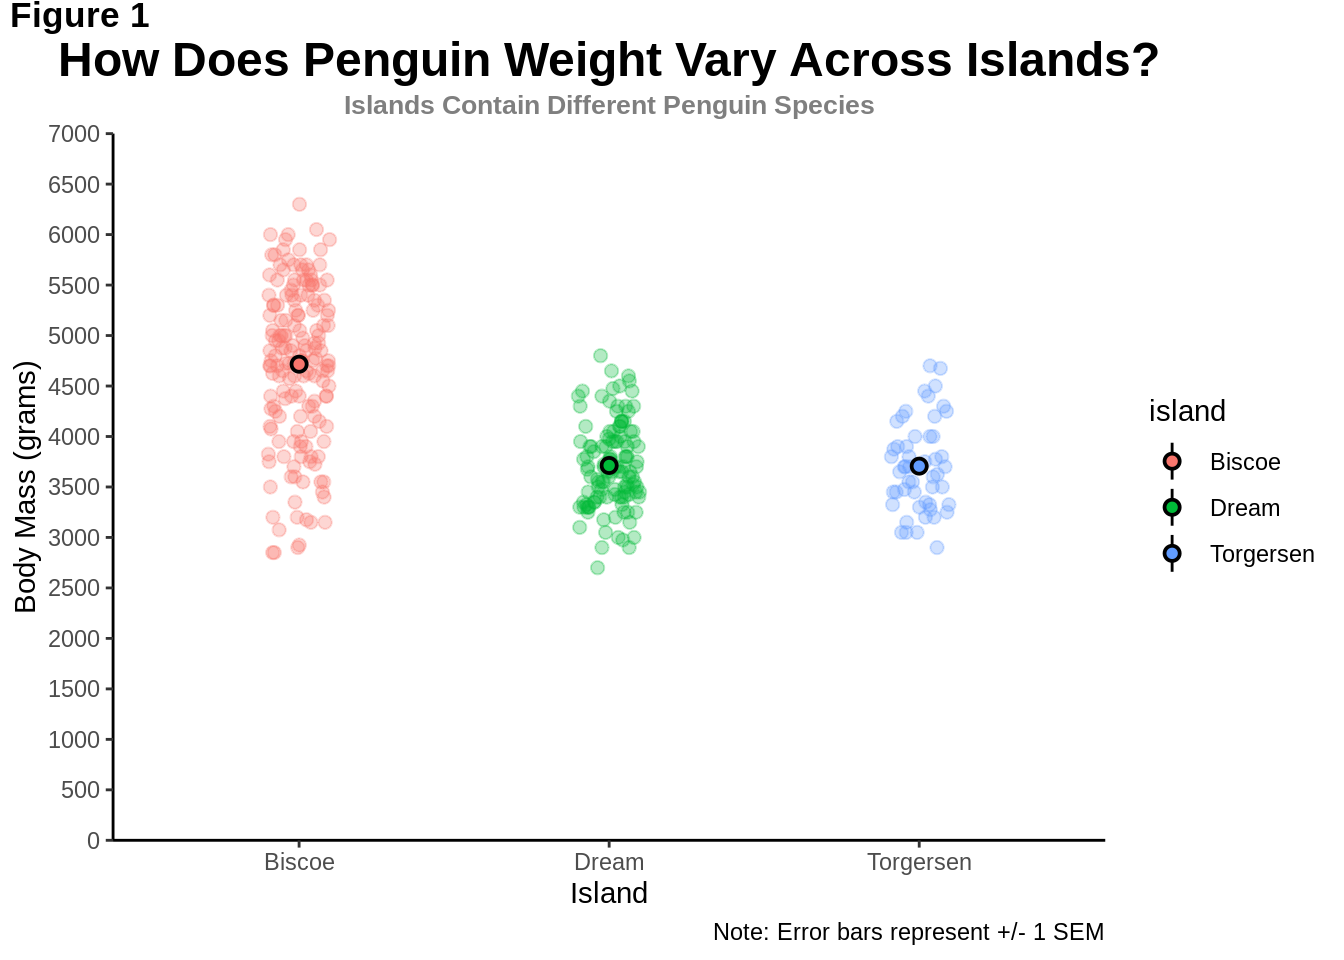 Figure 1
How Does Penguin Weight Vary Across Islands?
Islands Contain Different Penguin Species
7000
6500
6000
5500
5000
4500
4000
3500
3000
2500
2000
1500
1000
500
0
Body Mass (grams)
Biscoe
Dream
Torgersen
Island
island
Biscoe
Dream
Torgersen
Note: Error bars represent +/- 1 SEM